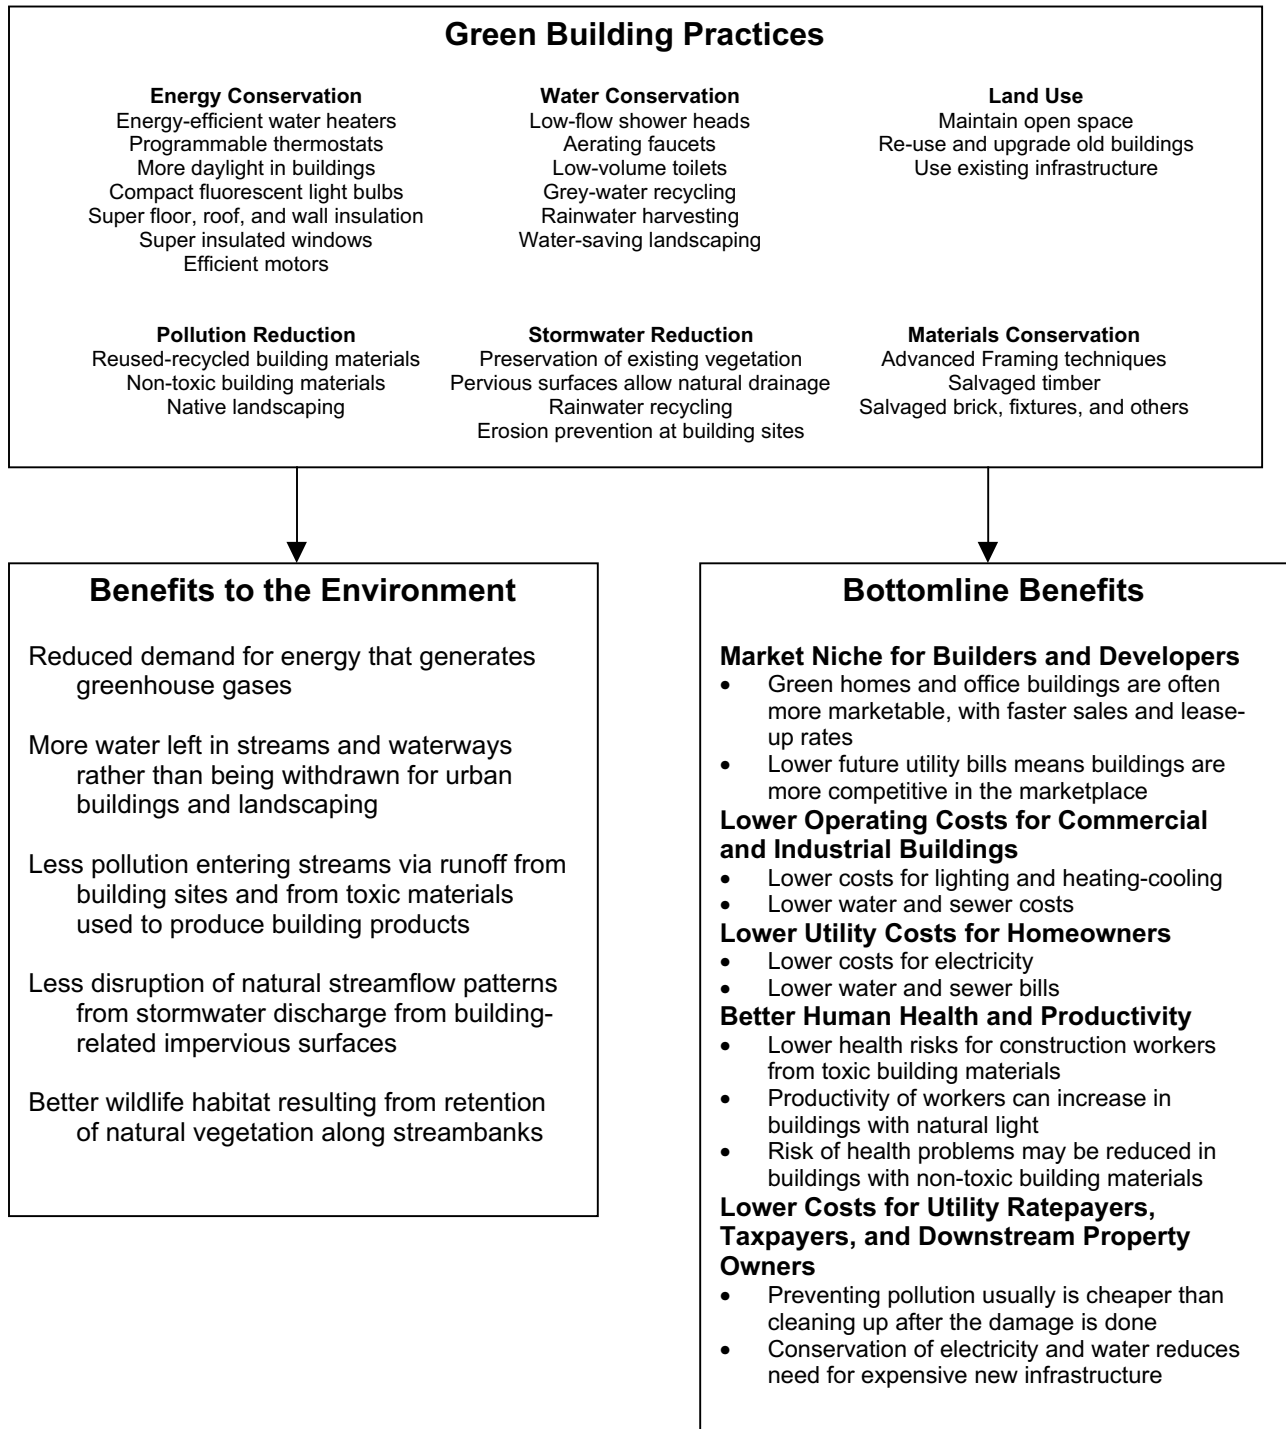 Green Building Practices
Energy Conservation
Energy-efficient water heaters
Programmable thermostats
More daylight in buildings
Compact fluorescent light bulbs
Super floor, roof, and wall insulation
Super insulated windows
Efficient motors
Water Conservation
Low-flow shower heads
Aerating faucets
Low-volume toilets
Grey-water recycling
Rainwater harvesting
Water-saving landscaping
Land Use
Maintain open space
Re-use and upgrade old buildings
Use existing infrastructure
Pollution Reduction
Reused-recycled building materials
Non-toxic building materials
Native landscaping
Stormwater Reduction
Preservation of existing vegetation
Pervious surfaces allow natural drainage
Rainwater recycling
Erosion prevention at building sites
Materials Conservation
Advanced Framing techniques
Salvaged timber
Salvaged brick, fixtures, and others
Benefits to the Environment
Reduced demand for energy that generates
greenhouse gases
More water left in streams and waterways
rather than being withdrawn for urban
buildings and landscaping
Less pollution entering streams via runoff from
building sites and from toxic materials
used to produce building products
Less disruption of natural streamflow patterns
from stormwater discharge from building-
related impervious surfaces
Better wildlife habitat resulting from retention
of natural vegetation along streambanks
Bottomline Benefits
Market Niche for Builders and Developers
• Green homes and office buildings are often
more marketable, with faster sales and lease-
up rates
• Lower future utility bills means buildings are
more competitive in the marketplace
Lower Operating Costs for Commercial
and Industrial Buildings
• Lower costs for lighting and heating-cooling
• Lower water and sewer costs
Lower Utility Costs for Homeowners
• Lower costs for electricity
• Lower water and sewer bills
Better Human Health and Productivity
• Lower health risks for construction workers
from toxic building materials
• Productivity of workers can increase in
buildings with natural light
• Risk of health problems may be reduced in
buildings with non-toxic building materials
Lower Costs for Utility Ratepayers,
Taxpayers, and Downstream Property
Owners
• Preventing pollution usually is cheaper than
cleaning up after the damage is done
• Conservation of electricity and water reduces
need for expensive new infrastructure